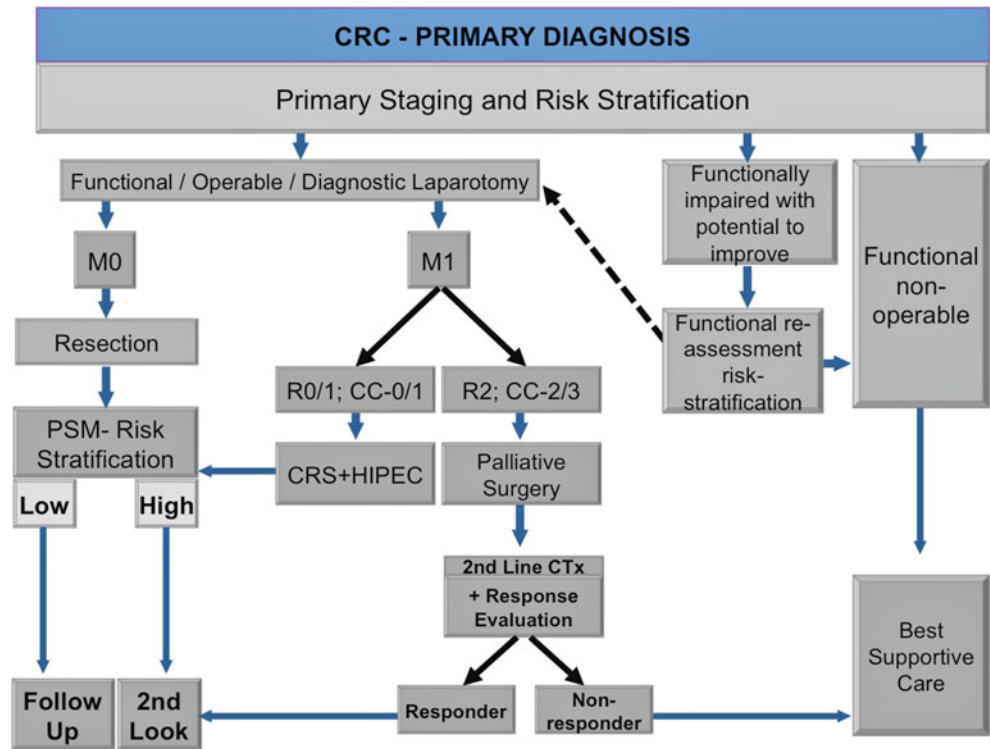 CRC - PRIMARY DIAGNOSIS
Primary Staging and Risk Stratification
Functional / Operable / Diagnostic Laparotomy
Functionally
impaired with
potential to
improve
Functional
non-
operable
M0
M1
Resection
Functional re-
assessment
risk-
stratification
R0/1; CC-0/1
R2; CC-2/3
PSM- Risk
Stratification
Low
High
CRS+HIPEC
Palliative
Surgery
2nd Line CTx
+ Response
Evaluation
Best
Supportive
Care
Follow
Up
2nd
Look
Responder
Non-
responder